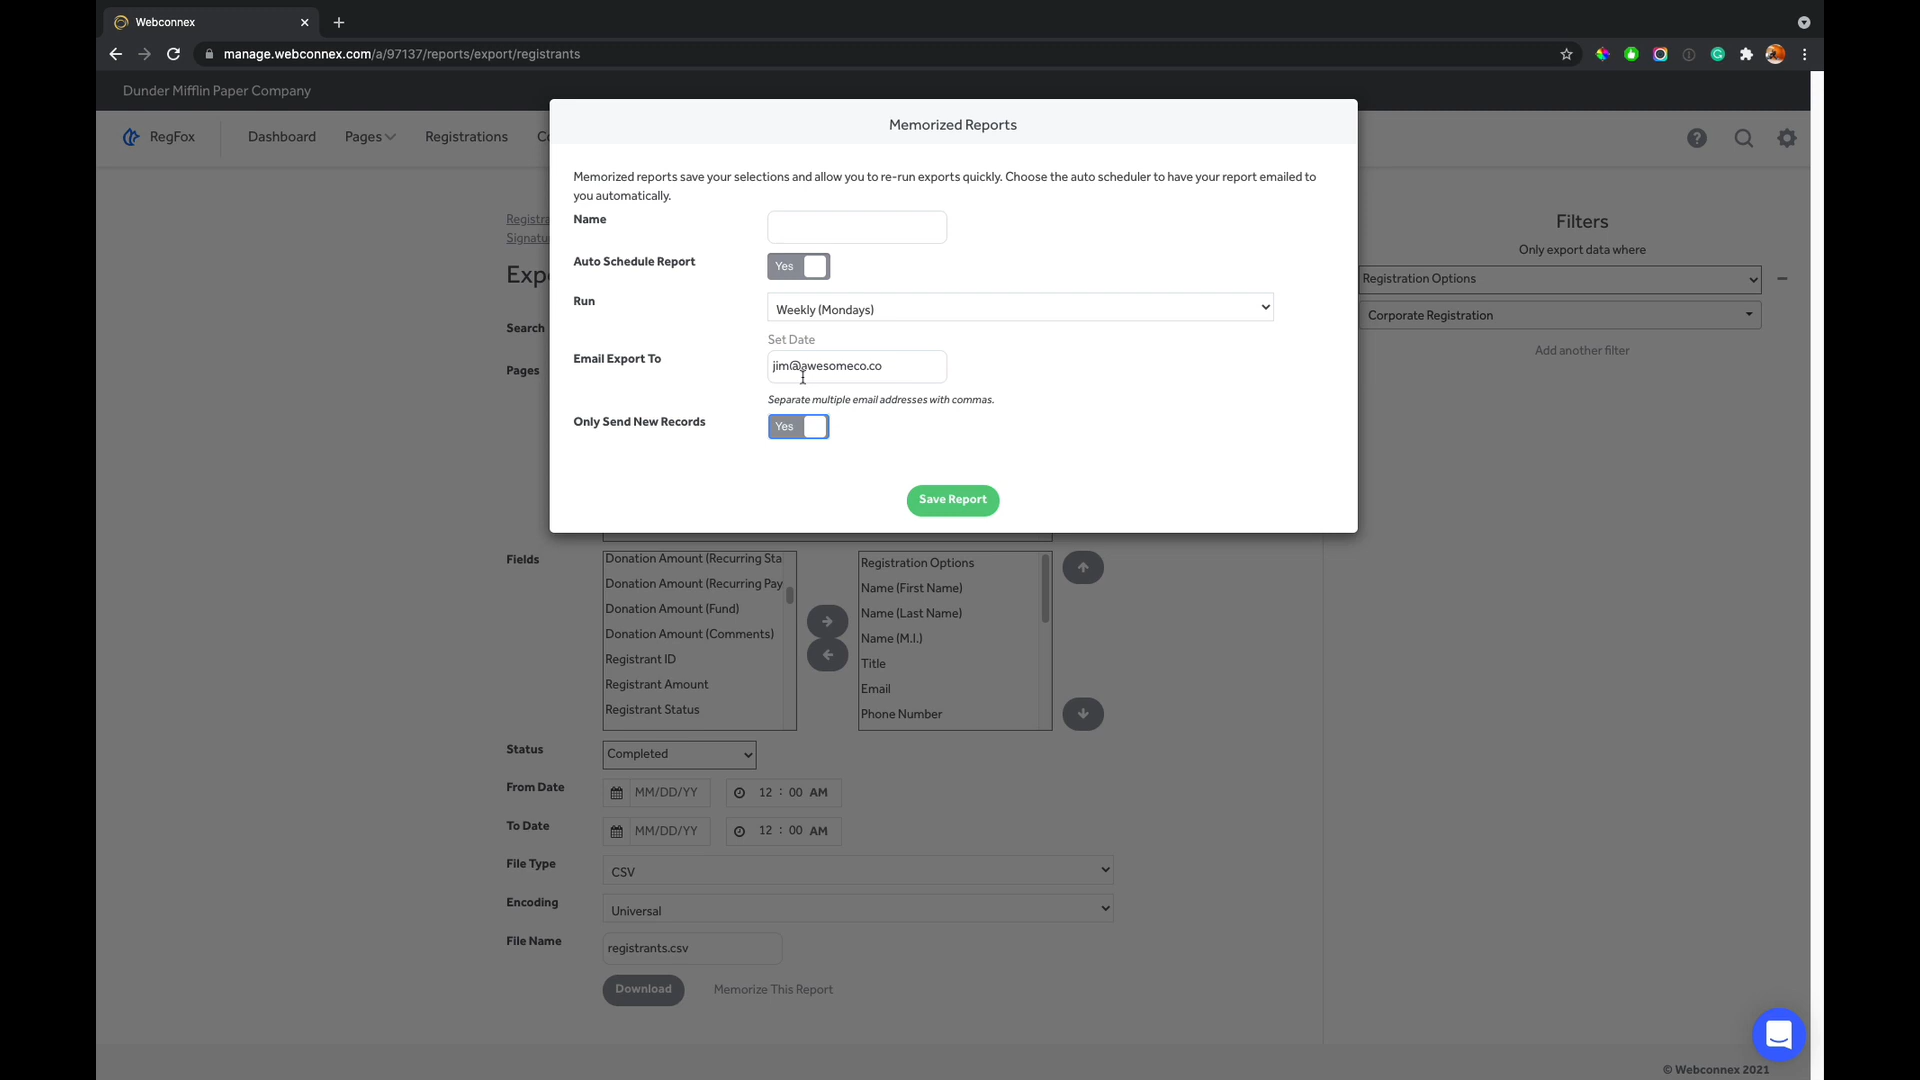 Webconnex
manage.webconnex.com/a/97137/reports/export/registrants
Dunder Mifflin Paper Company
RegFox
Dashboard
Pages
Registrations
Memorized Reports
Memorized reports save your selections and allow you to re-run exports quickly. Choose the auto scheduler to have your report emailed to
you automatically.
Name
Auto Schedule Report
Yes
Run
Weekly (Mondays)
Set Date
Email Export To
jim@awesomeco.co
Separate multiple email addresses with commas.
Only Send New Records
Yes
Save Report
Filters
Only export data where
Registration Options
Corporate Registration
Add another filter
Search
Pages
Fields
Donation Amount (Recurring Sta
Donation Amount (Recurring Pay
Donation Amount (Fund)
Donation Amount (Comments)
Registrant ID
Registrant Amount
Registrant Status
Registration Options
Name (First Name)
Name (Last Name)
Name (M.I.)
Title
Email
Phone Number
Status
Completed
From Date
MM/DD/YY
12 : 00 AM
To Date
MM/DD/YY
12 : 00 AM
File Type
CSV
Encoding
Universal
File Name
registrants.csv
Download
Memorize This Report
© Webconnex 2021